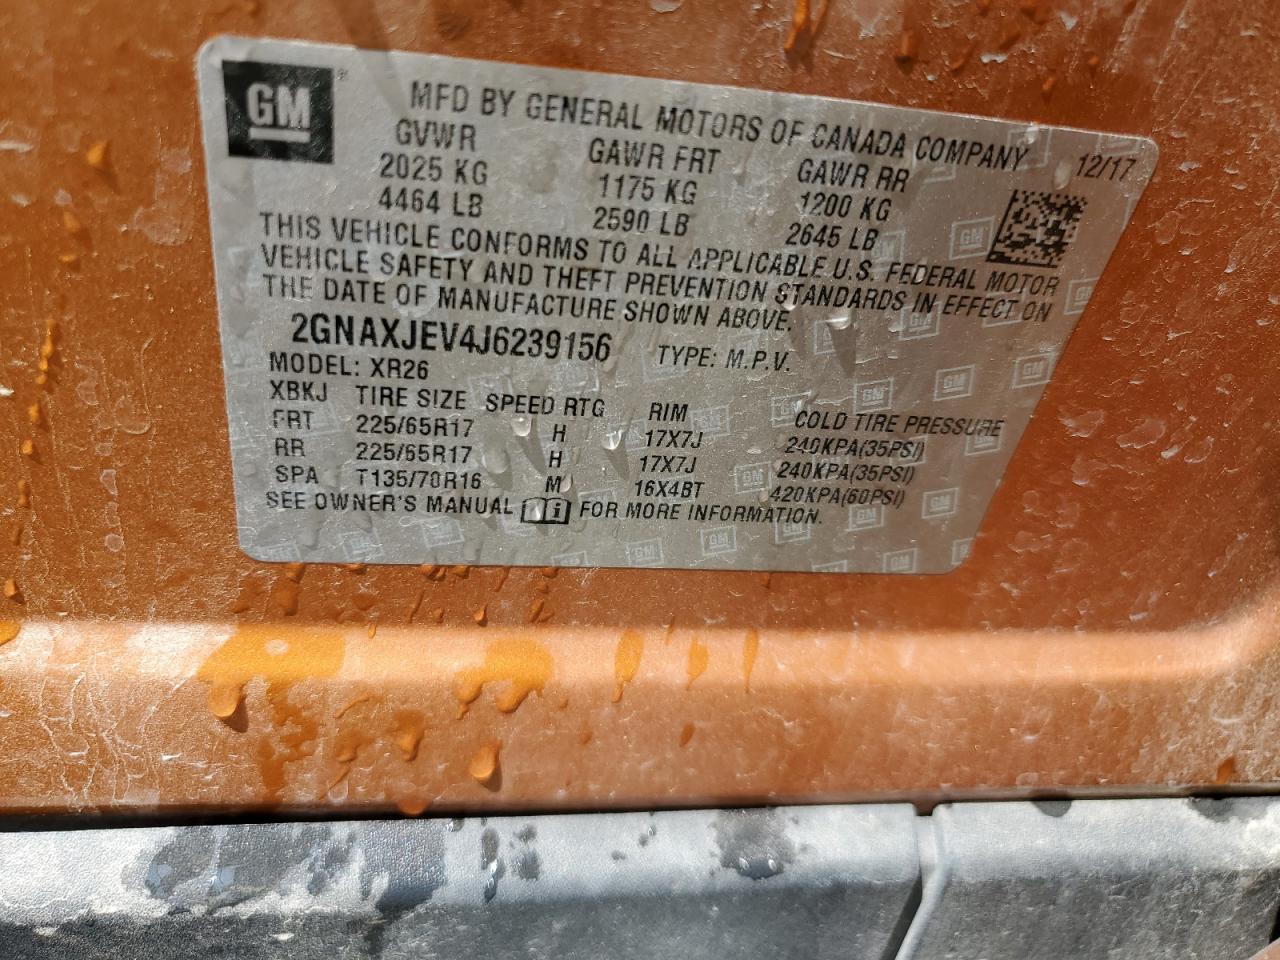 GM ®
MFD BY GENERAL MOTORS OF CANADA COMPANY
GVWR GAWR FRT GAWR RR 12/17
2025 KG 1175 KG 1200 KG
4464 LB 2590 LB 2645 LB
THIS VEHICLE CONFORMS TO ALL APPLICABLE U.S. FEDERAL MOTOR
VEHICLE SAFETY AND THEFT PREVENTION STANDARDS IN EFFECT ON
THE DATE OF MANUFACTURE SHOWN ABOVE.
2GNAXJEV4J6239156 TYPE: M.P.V.
MODEL: XR26
XBKJ TIRE SIZE SPEED RTG RIM COLD TIRE PRESSURE
FRT 225/65R17 H 17X7J 240KPA(35PSI)
RR 225/65R17 H 17X7J 240KPA(35PSI)
SPA T135/70R16 M 16X4BT 420KPA(60PSI)
SEE OWNER'S MANUAL FOR MORE INFORMATION.